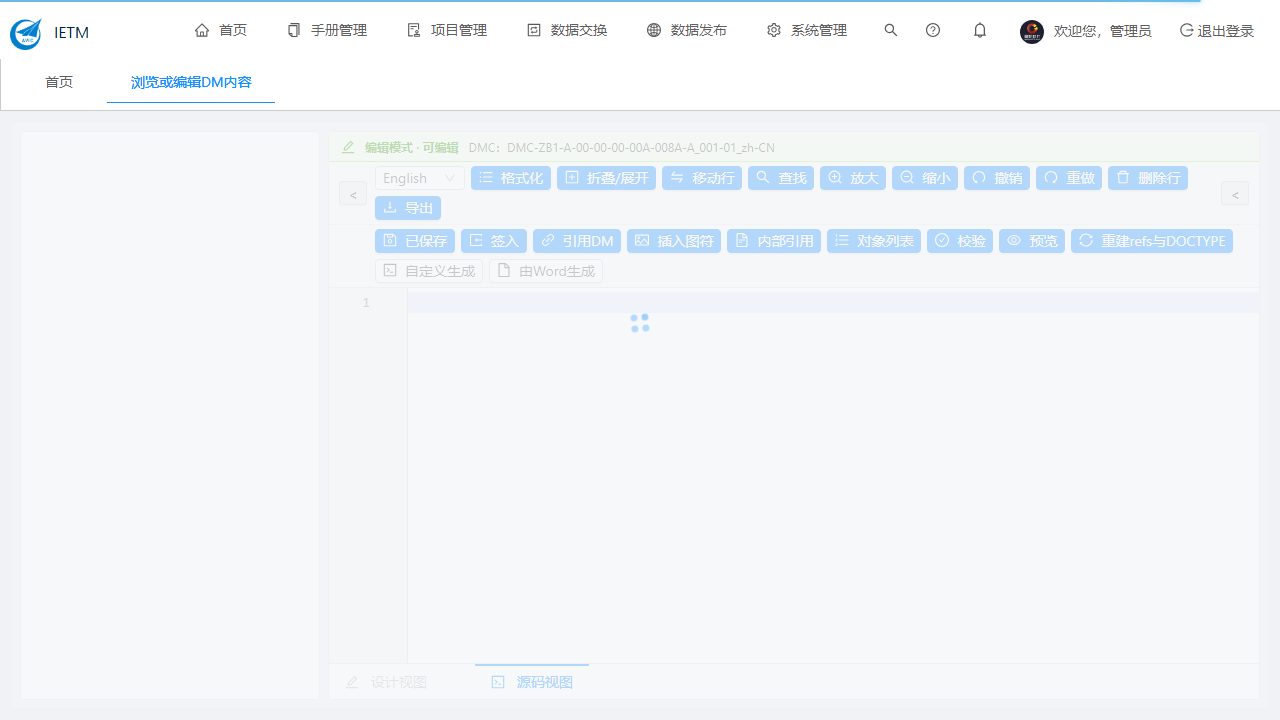 IETM 首页 手册管理 项目管理 数据交换 数据发布 系统管理 欢迎您，管理员 退出登录
首页 浏览或编辑DM内容
编辑模式 · 可编辑 DMC：DMC-ZB1-A-00-00-00-00A-008A-A_001-01_zh-CN
< English 格式化 折叠/展开 移动行 查找 放大 缩小 撤销 重做 删除行 <
导出
已保存 签入 引用DM 插入图符 内部引用 对象列表 校验 预览 重建refs与DOCTYPE
自定义生成 由Word生成
1
设计视图 源码视图